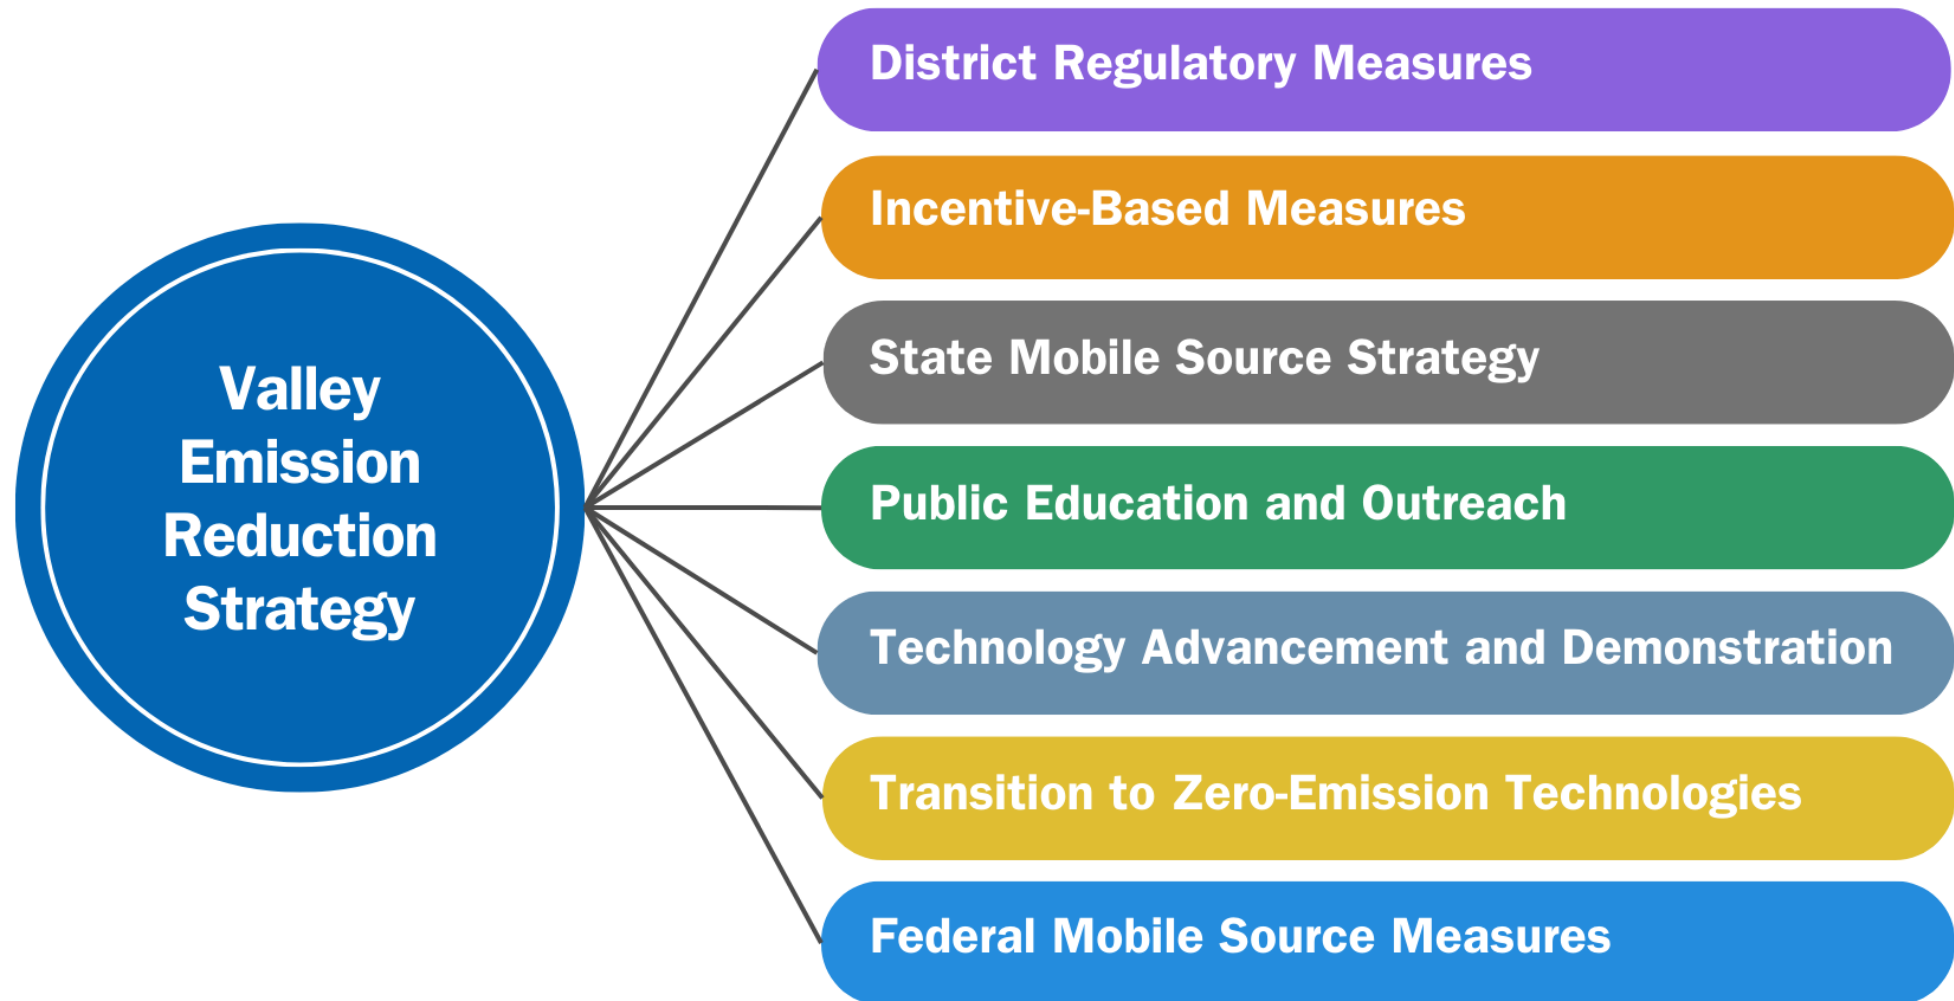 Valley
Emission
Reduction
Strategy
District Regulatory Measures
Incentive-Based Measures
State Mobile Source Strategy
Public Education and Outreach
Technology Advancement and Demonstration
Transition to Zero-Emission Technologies
Federal Mobile Source Measures